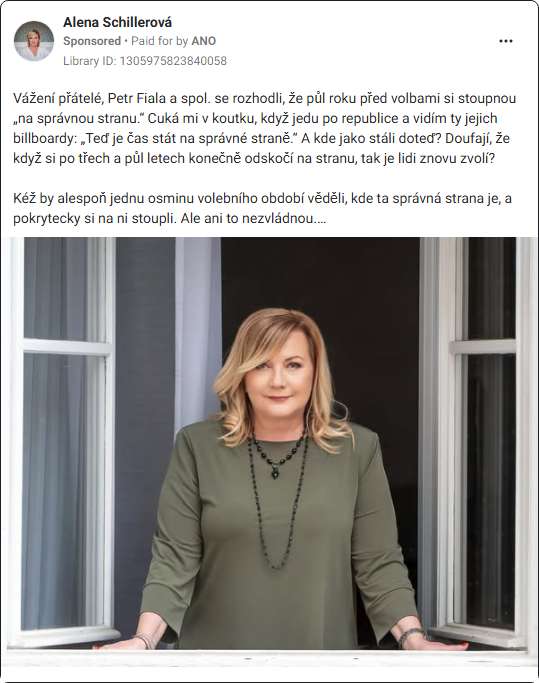 Alena Schillerová
Sponsored • Paid for by ANO
Library ID: 1305975823840058
Vážení přátelé, Petr Fiala a spol. se rozhodli, že půl roku před volbami si stoupnou
„na správnou stranu.“ Cuká mi v koutku, když jedu po republice a vidím ty jejich
billboardy: „Teď je čas stát na správné straně.“ A kde jako stáli doteď? Doufají, že
když si po třech a půl letech konečně odskočí na stranu, tak je lidi znovu zvolí?
Kéž by alespoň jednu osminu volebního období věděli, kde ta správná strana je, a
pokrytecky si na ni stoupli. Ale ani to nezvládnou....